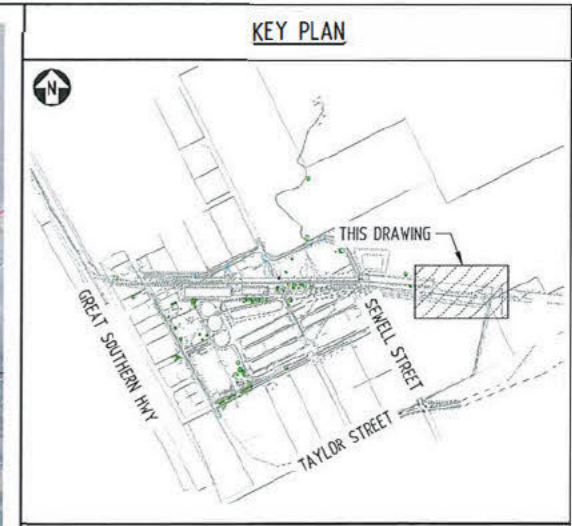 KEY PLAN
N
THIS DRAWING
GREAT SOUTHERN HWY
SEWELL STREET
TAYLOR STREET